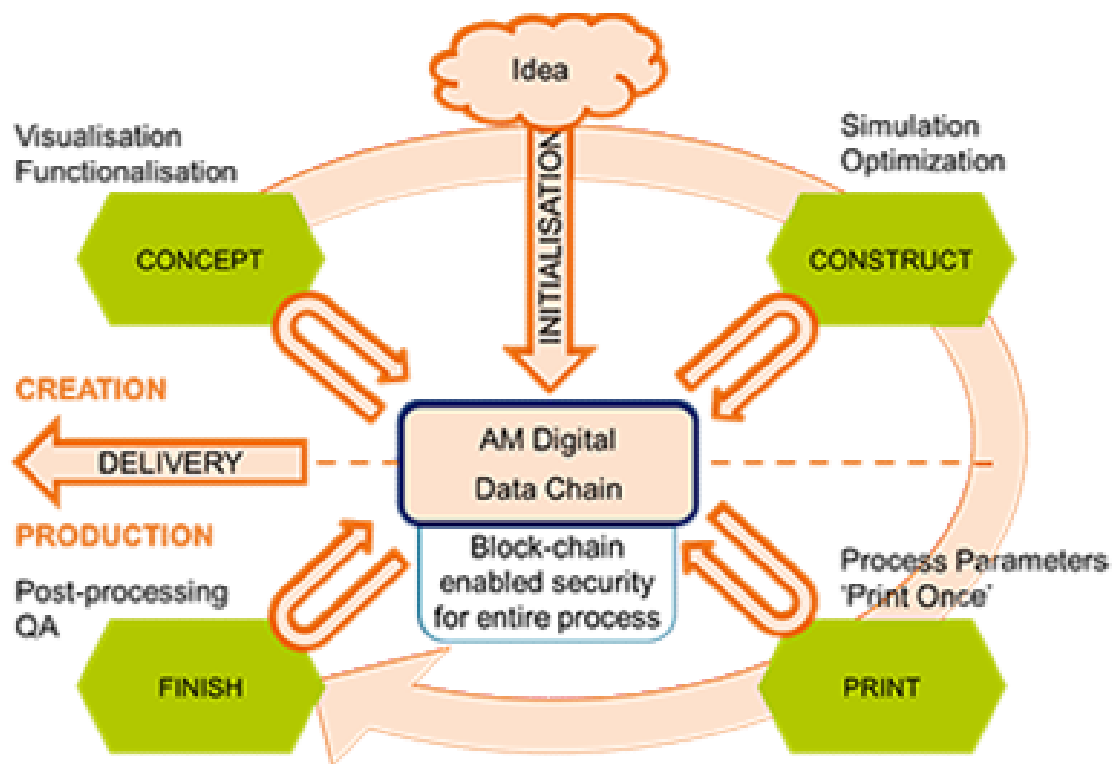 Idea
INITIALISATION
Visualisation
Functionalisation
CONCEPT
Simulation
Optimization
CONSTRUCT
CREATION
DELIVERY
PRODUCTION
AM Digital
Data Chain
Block-chain
enabled security
for entire process
Post-processing
QA
FINISH
Process Parameters
'Print Once'
PRINT